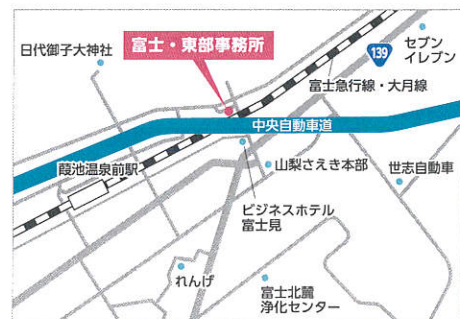 日代御子大神社
富士・東部事務所
139
セブン
イレブン
富士急行線・大月線
中央自動車道
葭池温泉前駅
山梨さえき本部
世志自動車
ビジネスホテル
富士見
れんげ
富士北麓
浄化センター